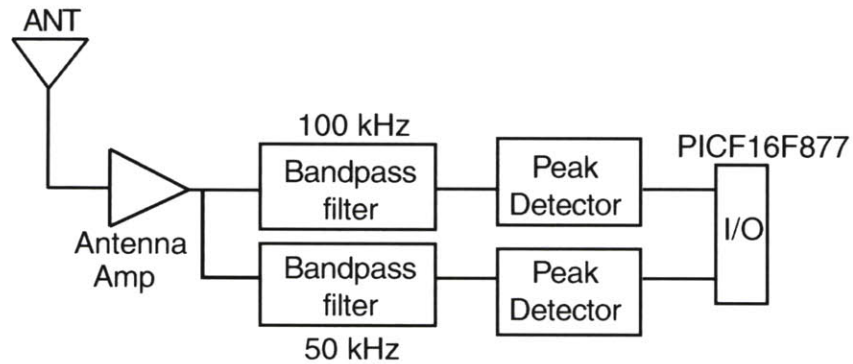 ANT
100 kHz
PICF16F877
Bandpass
filter
Peak
Detector
I/O
Antenna
Amp
Bandpass
filter
Peak
Detector
50 kHz